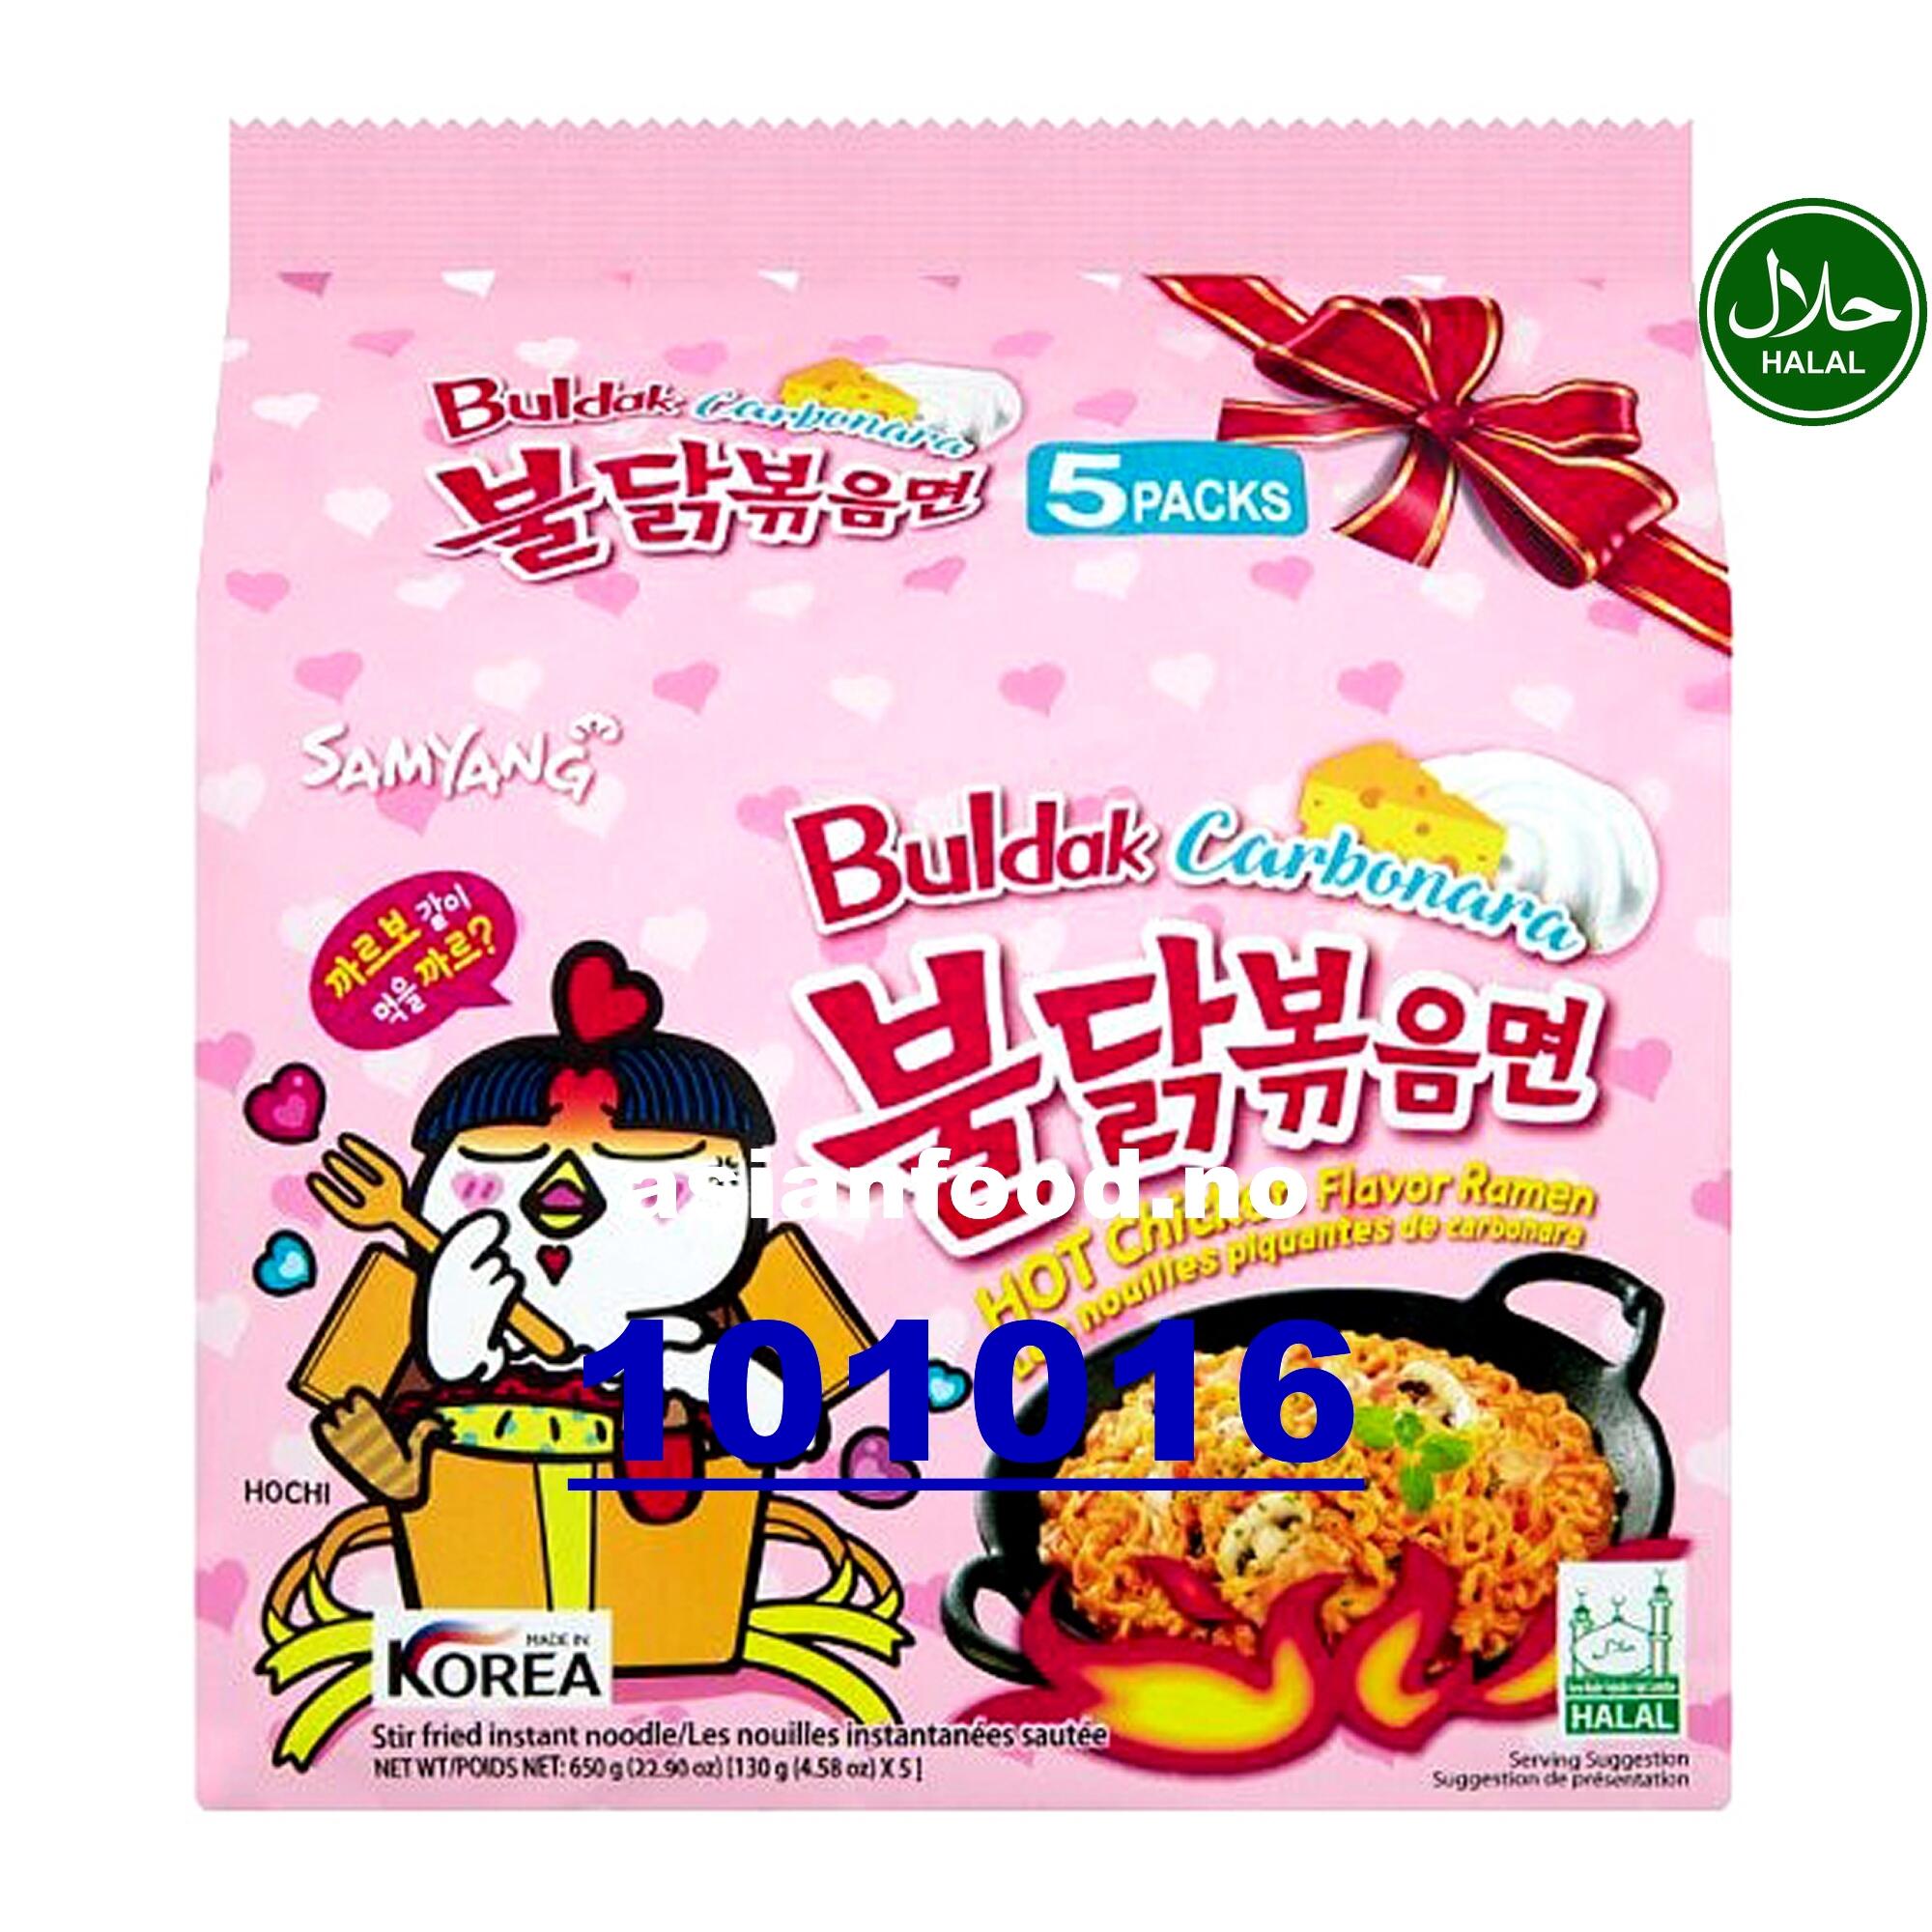 حلال
HALAL
Buldak Carbonara
불닭볶음면
5PACKS
SAMYANG
Buldak Carbonara
불닭볶음면
까르보 같이
먹을까르?
asianfood.no
HOT Chicken Flavor Ramen
nouilles piquantes de carbonara
101016
HOCHI
MADE IN
KOREA
حلال
HALAL
Stir fried instant noodle/Les nouilles instantanées sautée
NET WT/POIDS NET: 650 g (22.90 oz) [130 g (4.58 oz) X 5]
Serving Suggestion
Suggestion de présentation